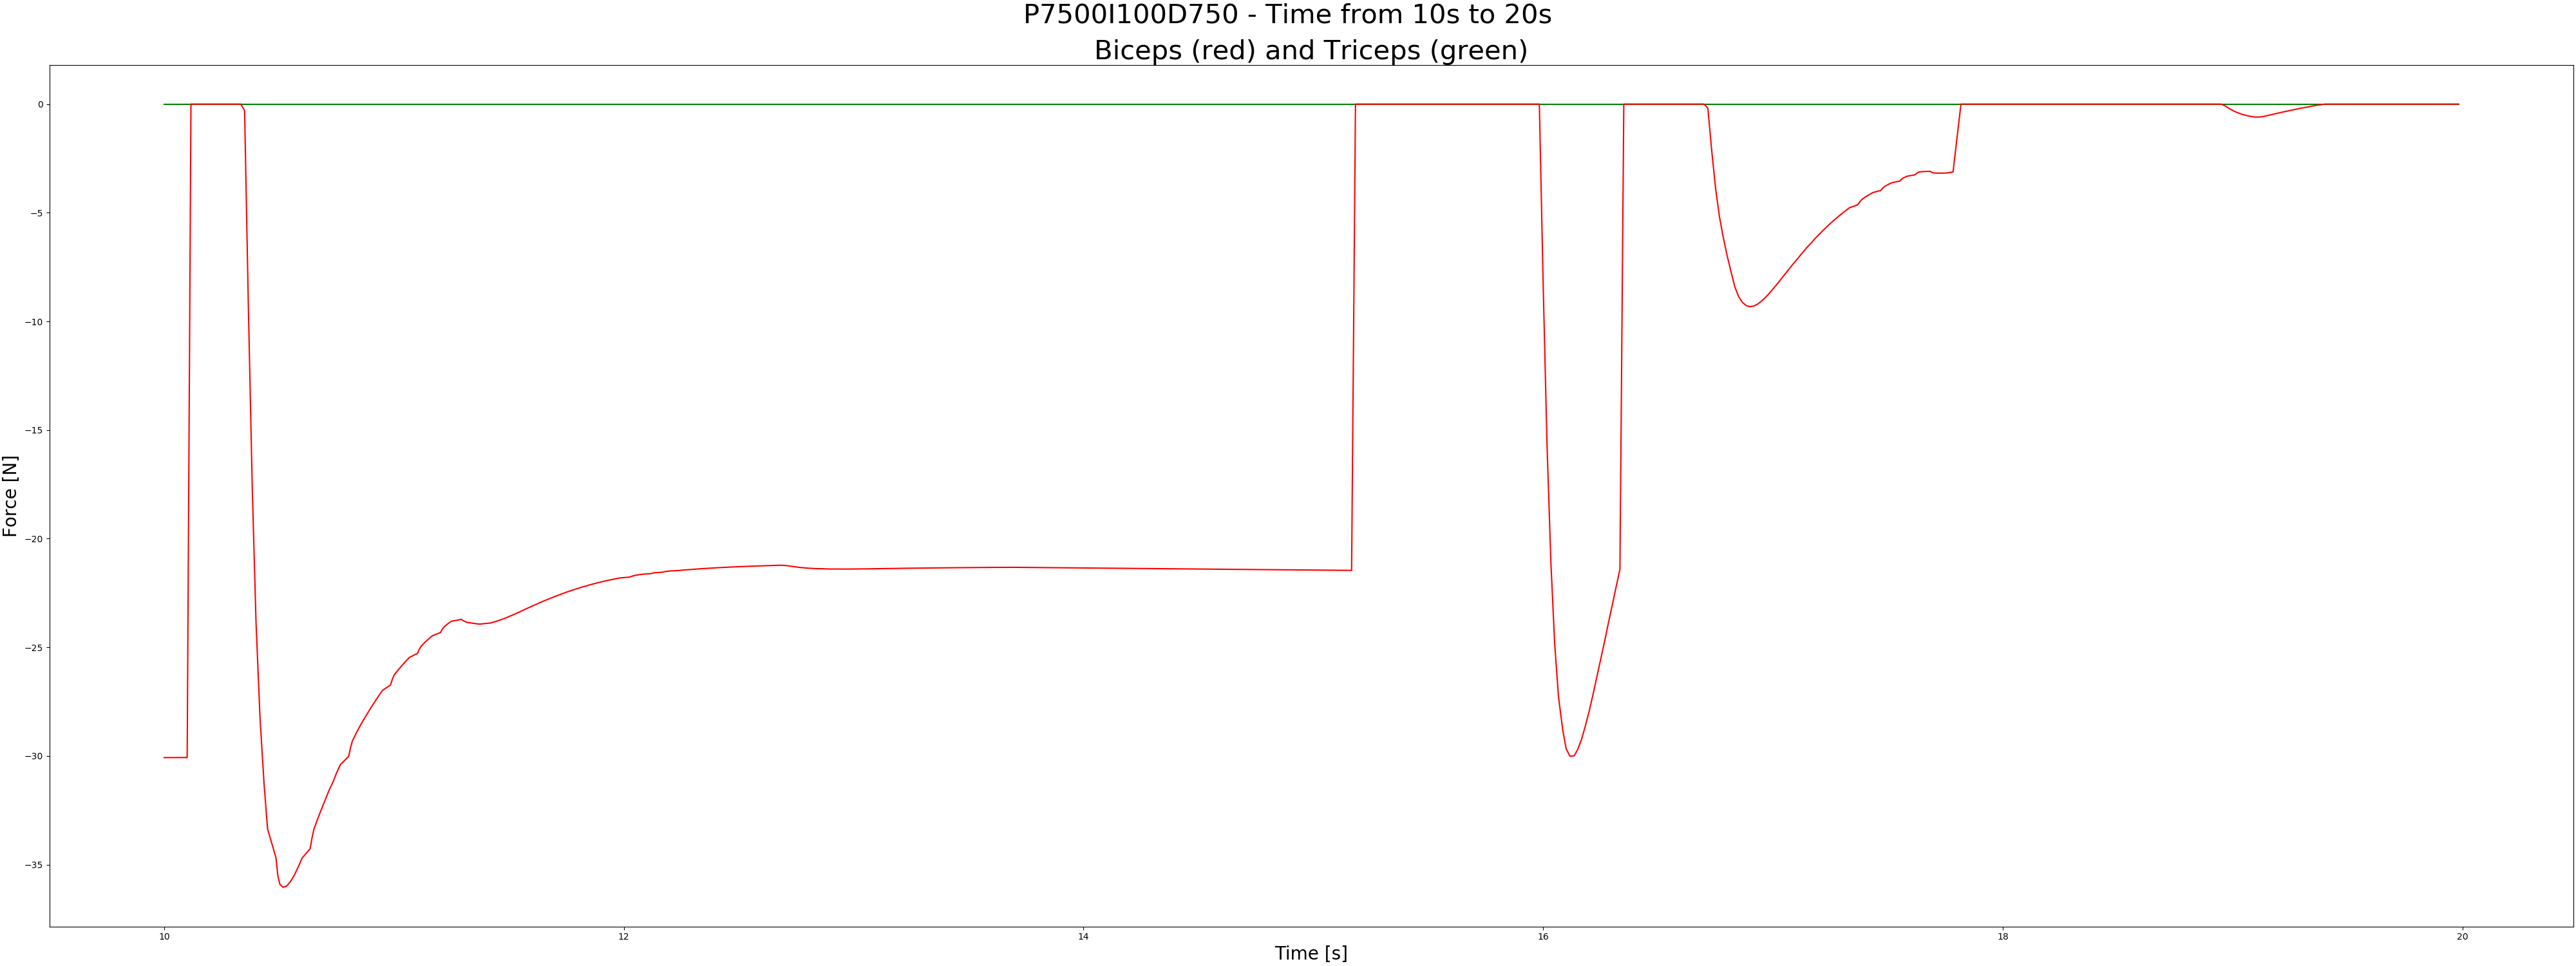 P7500I100D750 - Time from 10s to 20s
Biceps (red) and Triceps (green)
0
−5
−10
−15
−20
−25
−30
−35
Force [N]
10 12 14 16 18 20
Time [s]